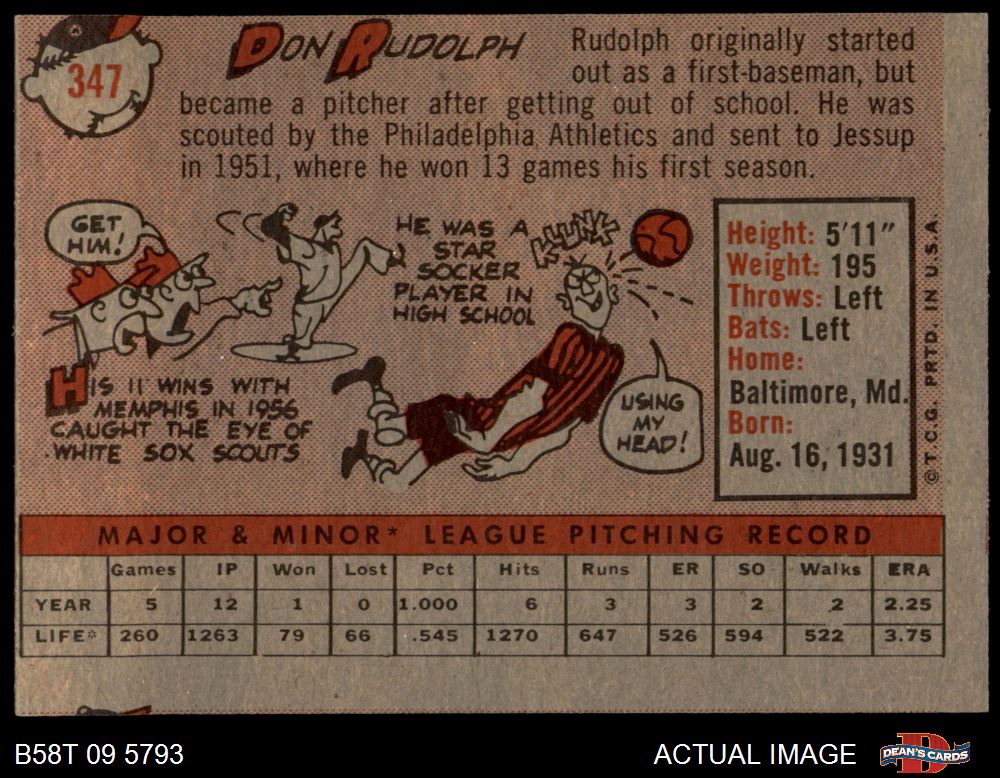 347
DON RUDOLPH
Rudolph originally started
out as a first-baseman, but
became a pitcher after getting out of school. He was
scouted by the Philadelphia Athletics and sent to Jessup
in 1951, where he won 13 games his first season.
GET
HIM!
HIS 11 WINS WITH
MEMPHIS IN 1956
CAUGHT THE EYE OF
WHITE SOX SCOUTS
HE WAS A
STAR
SOCKER
PLAYER IN
HIGH SCHOOL
KLUNK
USING
MY
HEAD!
Height: 5'11"
Weight: 195
Throws: Left
Bats: Left
Home:
Baltimore, Md.
Born:
Aug. 16, 1931
© T.C.G. PRTD. IN U.S.A.
MAJOR & MINOR* LEAGUE PITCHING RECORD
Games IP Won Lost Pct Hits Runs ER SO Walks ERA
YEAR 5 12 1 0 1.000 6 3 3 2 2 2.25
LIFE* 260 1263 79 66 .545 1270 647 526 594 522 3.75
B58T 09 5793
ACTUAL IMAGE
DEAN'S CARDS